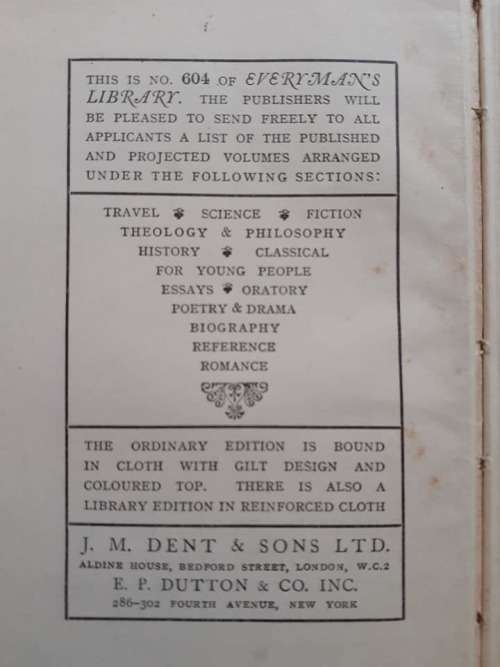 THIS IS NO. 604 OF EVERYMAN'S
LIBRARY. THE PUBLISHERS WILL
BE PLEASED TO SEND FREELY TO ALL
APPLICANTS A LIST OF THE PUBLISHED
AND PROJECTED VOLUMES ARRANGED
UNDER THE FOLLOWING SECTIONS:
TRAVEL SCIENCE FICTION
THEOLOGY & PHILOSOPHY
HISTORY CLASSICAL
FOR YOUNG PEOPLE
ESSAYS ORATORY
POETRY & DRAMA
BIOGRAPHY
REFERENCE
ROMANCE
THE ORDINARY EDITION IS BOUND
IN CLOTH WITH GILT DESIGN AND
COLOURED TOP. THERE IS ALSO A
LIBRARY EDITION IN REINFORCED CLOTH
J. M. DENT & SONS LTD.
ALDINE HOUSE, BEDFORD STREET, LONDON, W.C.2
E. P. DUTTON & CO. INC.
286-302 FOURTH AVENUE, NEW YORK